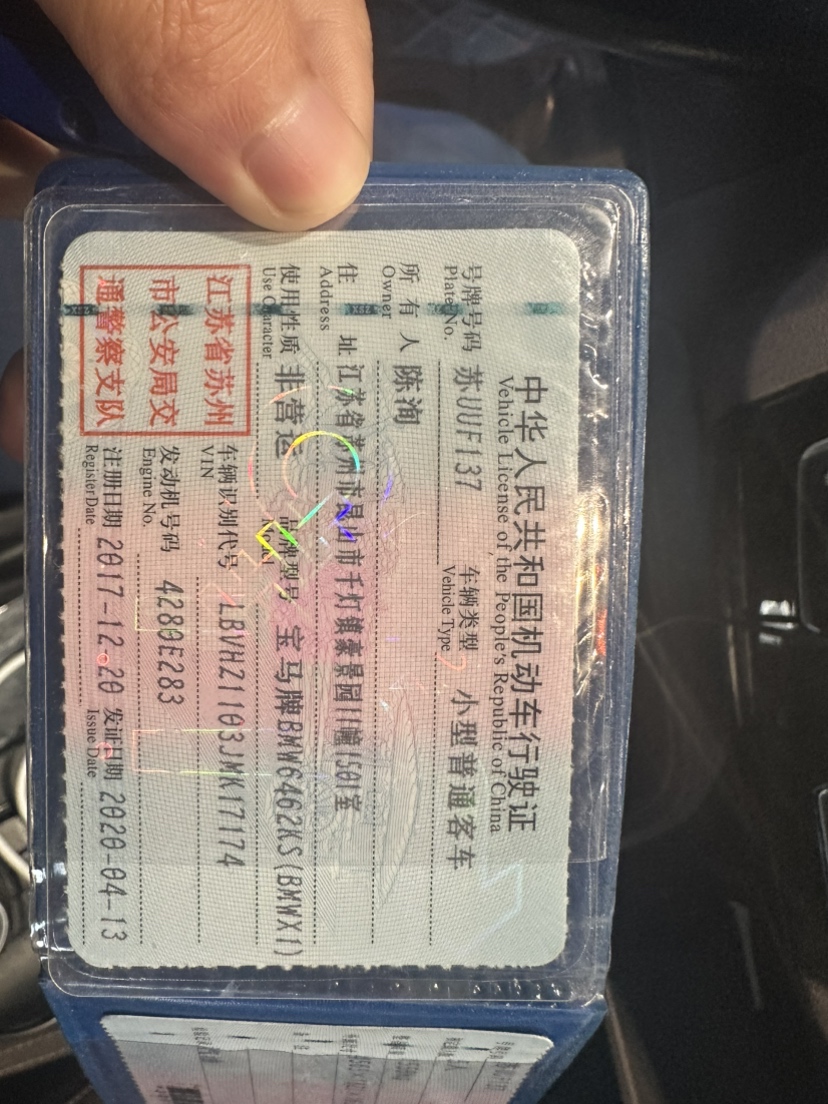 中华人民共和国机动车行驶证
Vehicle License of the People's Republic of China
号牌号码 苏UUF137 车辆类型 小型普通客车
Plate No. Vehicle Type
所有人 陈洵
Owner
住址 江苏省苏州市昆山市千灯镇豪景园11幢1501室
Address
使用性质 非营运 品牌型号 宝马牌BMW6462KS(BMWX1)
Use Character Model
江苏省苏州
市公安局交
通警察支队
车辆识别代号 LBVHZ1103JMK17174
VIN
发动机号码 4280E283
Engine No.
注册日期 2017-12-20 发证日期 2020-04-13
Register Date Issue Date